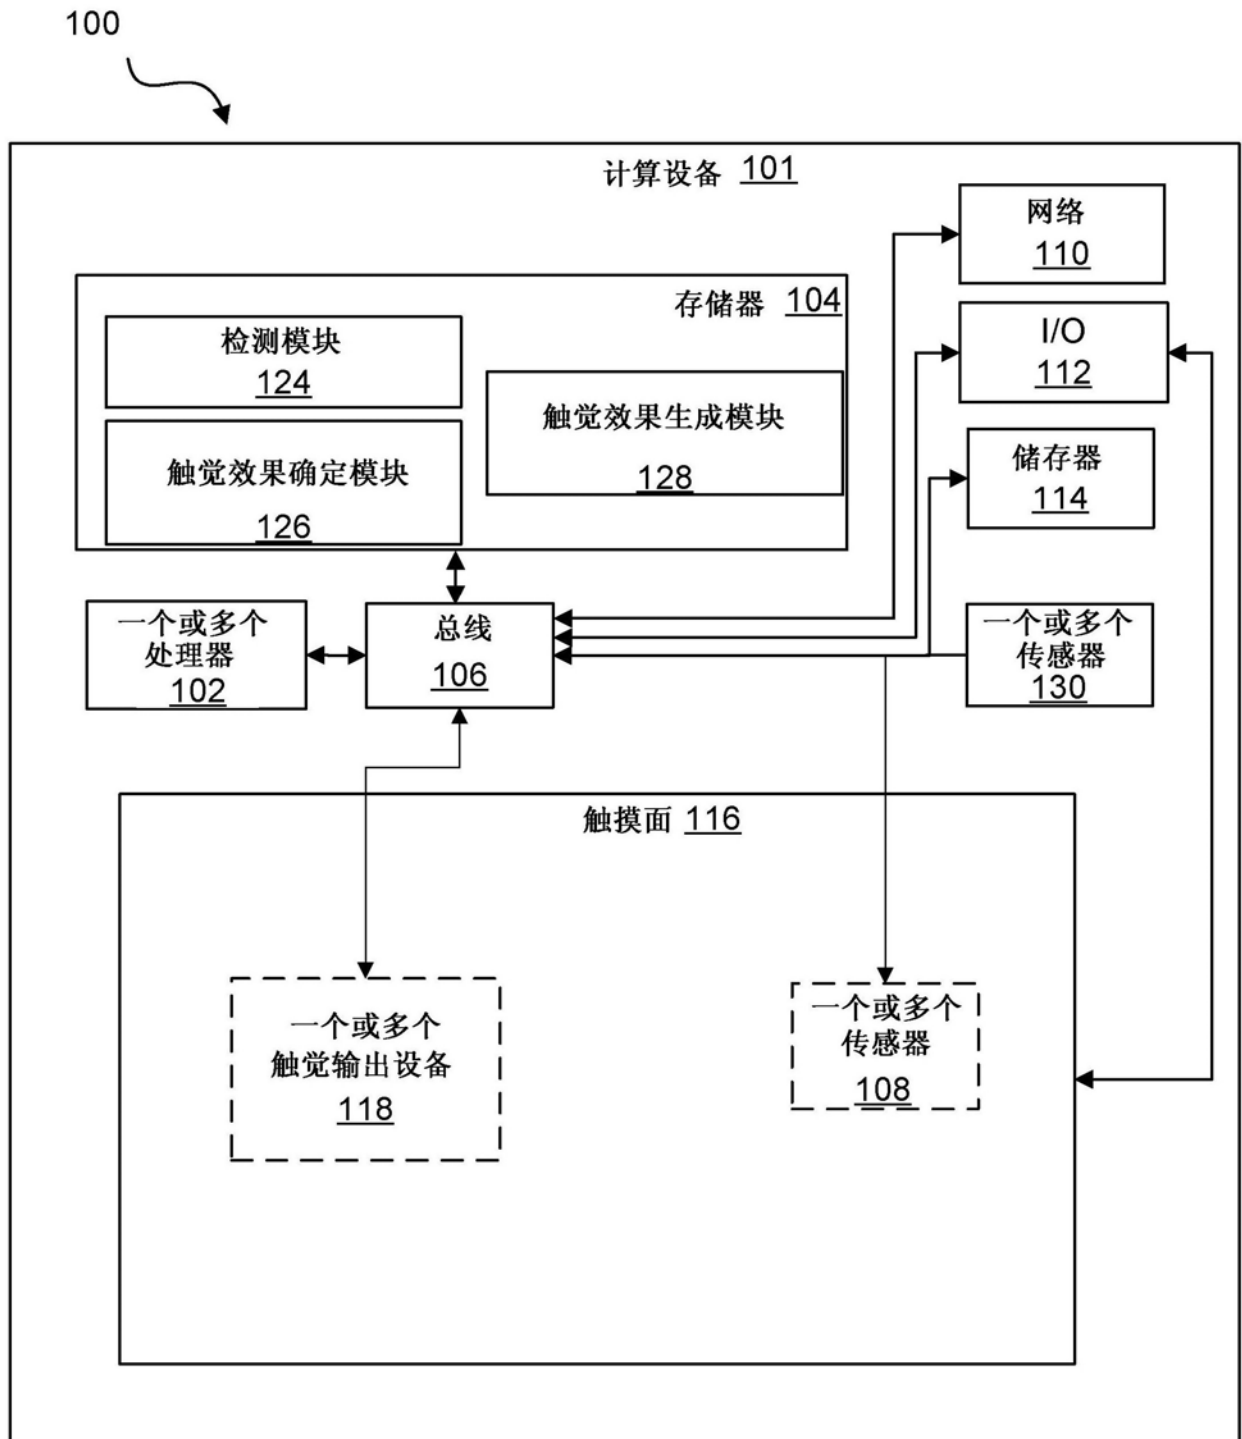 100
计算设备 101
网络
110
存储器 104
I/O
112
检测模块
124
触觉效果生成模块
128
触觉效果确定模块
126
储存器
114
一个或多个
处理器
102
总线
106
一个或多个
传感器
130
触摸面 116
一个或多个
触觉输出设备
118
一个或多个
传感器
108